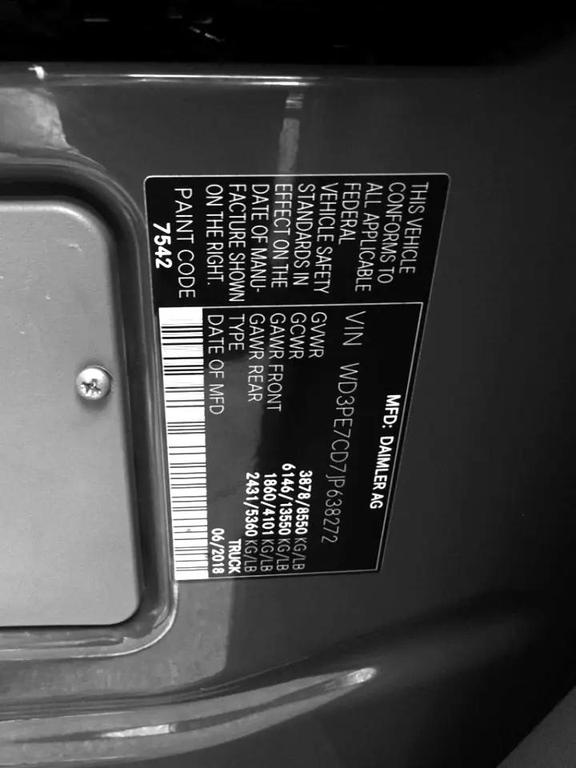 MFD: DAIMLER AG
THIS VEHICLE
CONFORMS TO
ALL APPLICABLE
FEDERAL
VEHICLE SAFETY
STANDARDS IN
EFFECT ON THE
DATE OF MANU-
FACTURE SHOWN
ON THE RIGHT.
PAINT CODE
7542
VIN WD3PE7CD7JP638272
GVWR 3878/8550 KG/LB
GCWR 6146/13550 KG/LB
GAWR FRONT 1860/4101 KG/LB
GAWR REAR 2431/5360 KG/LB
TYPE TRUCK
DATE OF MFD 06/2018